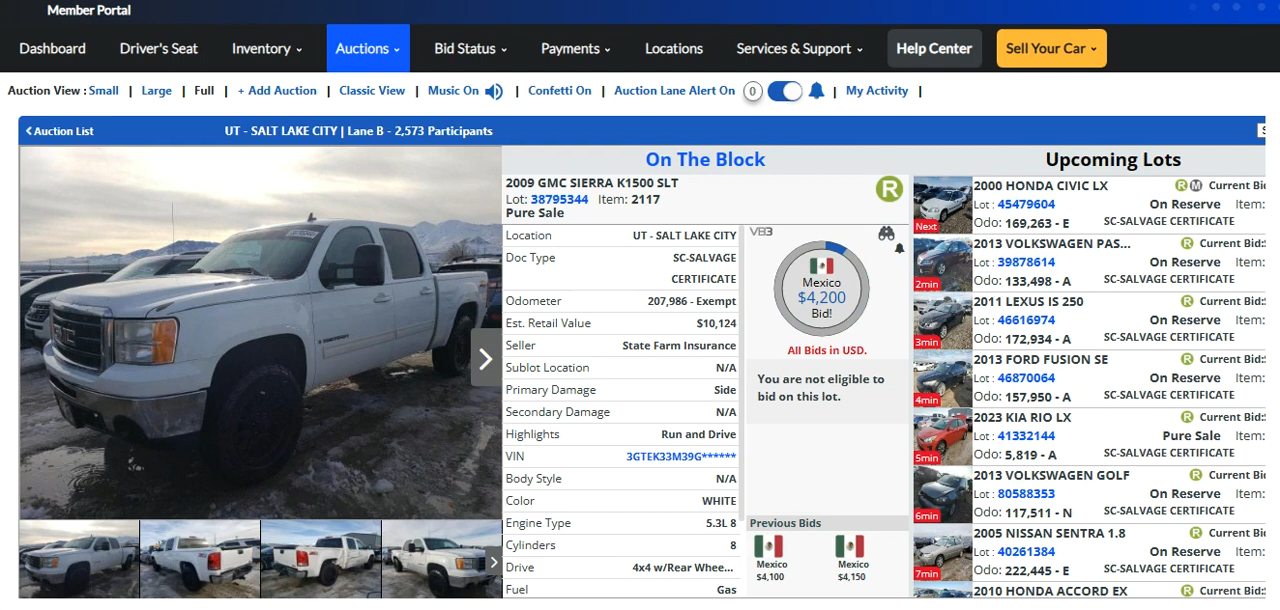 Member Portal
Dashboard
Driver's Seat
Inventory
Auctions
Bid Status
Payments
Locations
Services & Support
Help Center
Sell Your Car
Auction View : Small | Large | Full | + Add Auction | Classic View | Music On | Confetti On | Auction Lane Alert On 0 | My Activity |
Auction List
UT - SALT LAKE CITY | Lane B - 2,573 Participants
On The Block
2009 GMC SIERRA K1500 SLT
R
Lot: 38795344 Item: 2117
Pure Sale
Location UT - SALT LAKE CITY
Doc Type SC-SALVAGE
CERTIFICATE
Odometer 207,986 - Exempt
Est. Retail Value $10,124
Seller State Farm Insurance
Sublot Location N/A
Primary Damage Side
Secondary Damage N/A
Highlights Run and Drive
VIN 3GTEK33M39G******
Body Style N/A
Color WHITE
Engine Type 5.3L 8
Cylinders 8
Drive 4x4 w/Rear Whee...
Fuel Gas
VB3
Mexico
$4,200
Bid!
All Bids in USD.
You are not eligible to
bid on this lot.
Previous Bids
Mexico
$4,100
Mexico
$4,150
Upcoming Lots
2000 HONDA CIVIC LX R M Current Bid
Lot : 45479604 On Reserve Item:
Next Odo: 169,263 - E SC-SALVAGE CERTIFICATE
2013 VOLKSWAGEN PAS... R Current Bid:
Lot : 39878614 On Reserve Item:
2min Odo: 133,498 - A SC-SALVAGE CERTIFICATE
2011 LEXUS IS 250 R Current Bid:
Lot : 46616974 On Reserve Item:
3min Odo: 172,934 - A SC-SALVAGE CERTIFICATE
2013 FORD FUSION SE R Current Bid:
Lot : 46870064 On Reserve Item:
4min Odo: 157,950 - A SC-SALVAGE CERTIFICATE
2023 KIA RIO LX R Current Bid:
Lot : 41332144 Pure Sale Item:
5min Odo: 5,819 - A SC-SALVAGE CERTIFICATE
2013 VOLKSWAGEN GOLF R Current Bid
Lot : 80588353 On Reserve Item:
6min Odo: 117,511 - N SC-SALVAGE CERTIFICATE
2005 NISSAN SENTRA 1.8 R Current Bid
Lot : 40261384 On Reserve Item:
7min Odo: 222,445 - E SC-SALVAGE CERTIFICATE
2010 HONDA ACCORD EX R Current Bid: